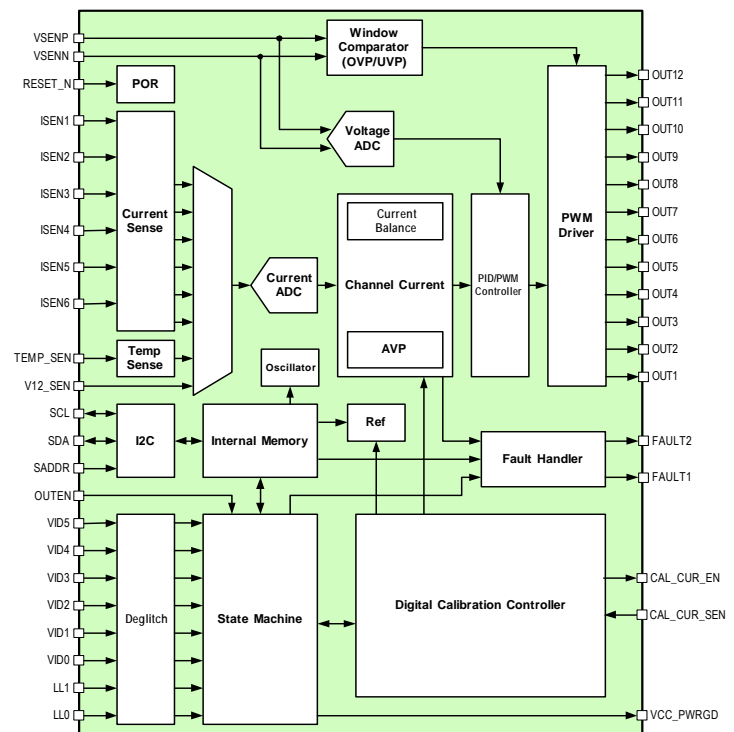 VSENP
VSENN
RESET_N
ISEN1
ISEN2
ISEN3
ISEN4
ISEN5
ISEN6
TEMP_SEN
V12_SEN
SCL
SDA
SADDR
OUTEN
VID5
VID4
VID3
VID2
VID1
VID0
LL1
LL0
Window
Comparator
(OVP/UVP)
POR
Voltage
ADC
Current
Sense
Temp
Sense
Current
ADC
Current
Balance
Channel Current
AVP
PID/PWM
Controller
PWM
Driver
Oscillator
I2C
Internal Memory
Ref
Fault Handler
Deglitch
State Machine
Digital Calibration Controller
OUT12
OUT11
OUT10
OUT9
OUT8
OUT7
OUT6
OUT5
OUT4
OUT3
OUT2
OUT1
FAULT2
FAULT1
CAL_CUR_EN
CAL_CUR_SEN
VCC_PWRGD